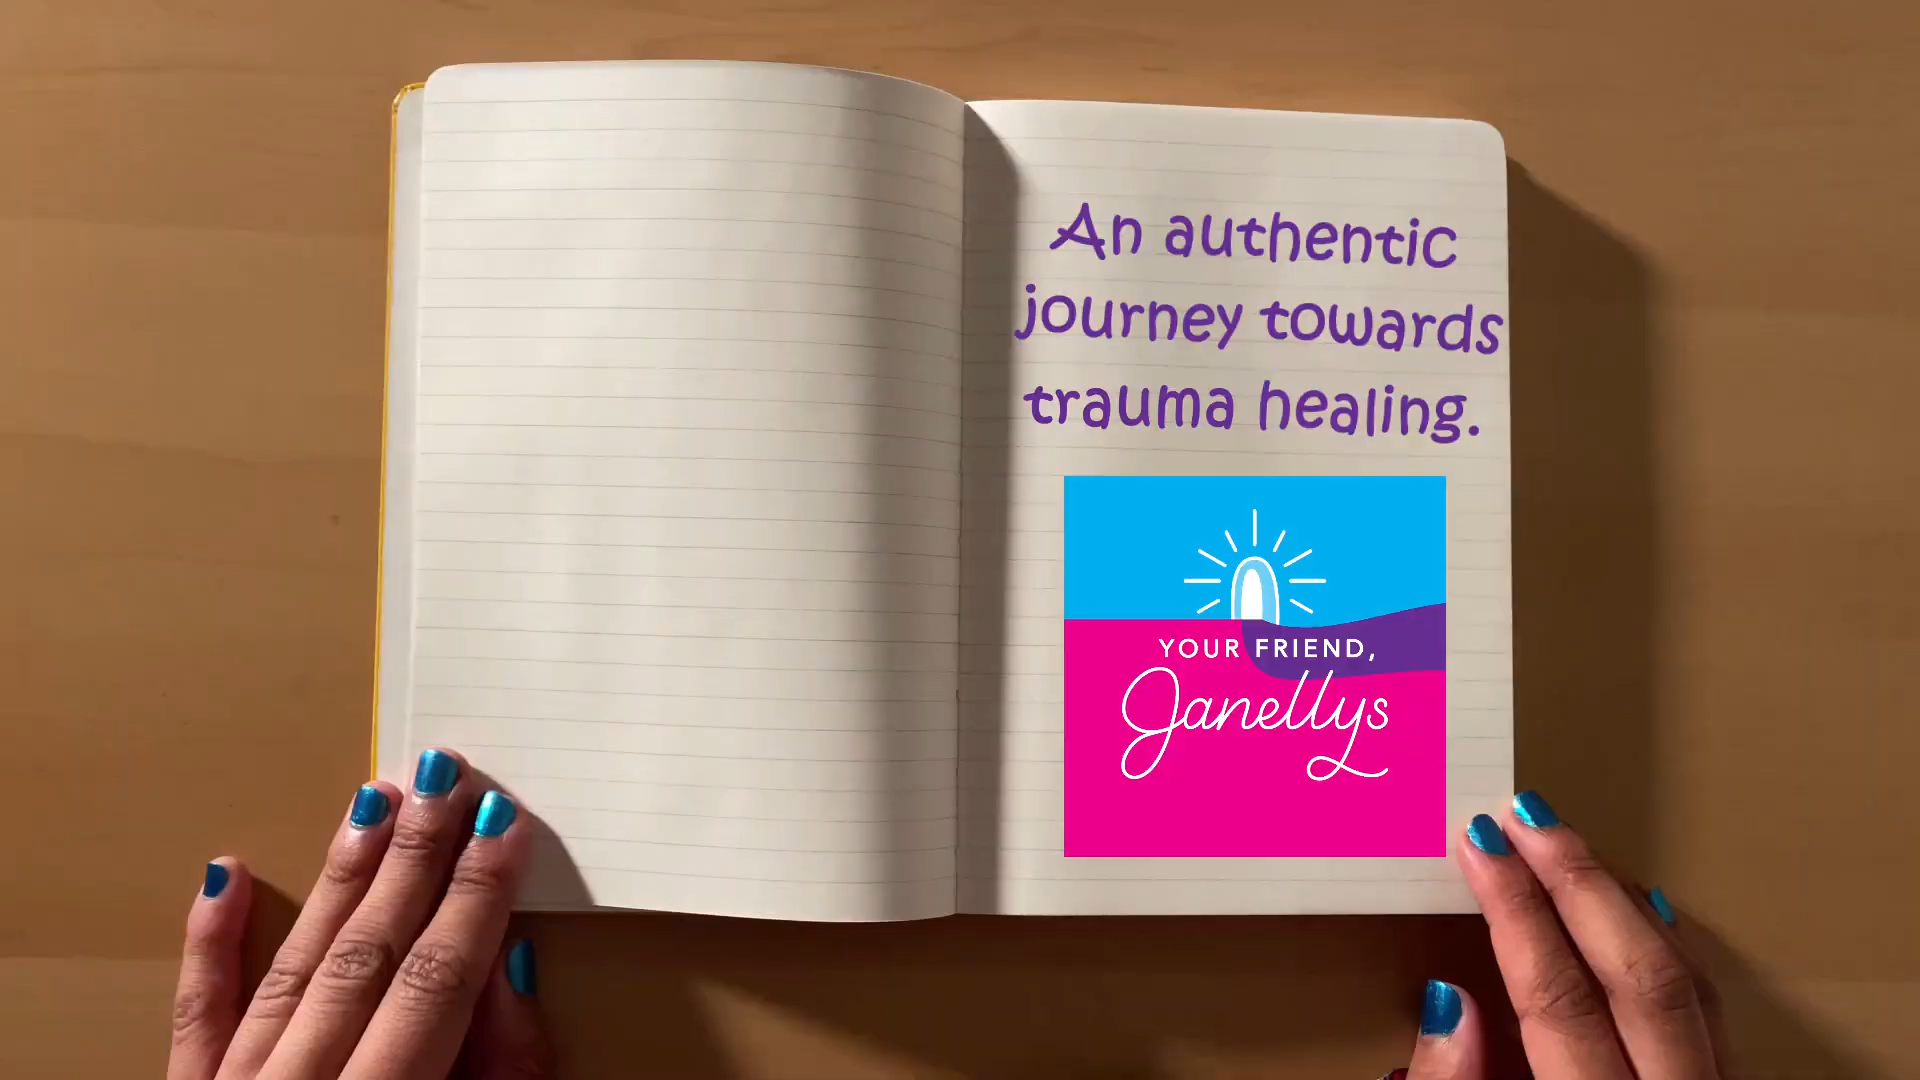 An authentic
journey towards
trauma healing.
YOUR FRIEND,
Janellys